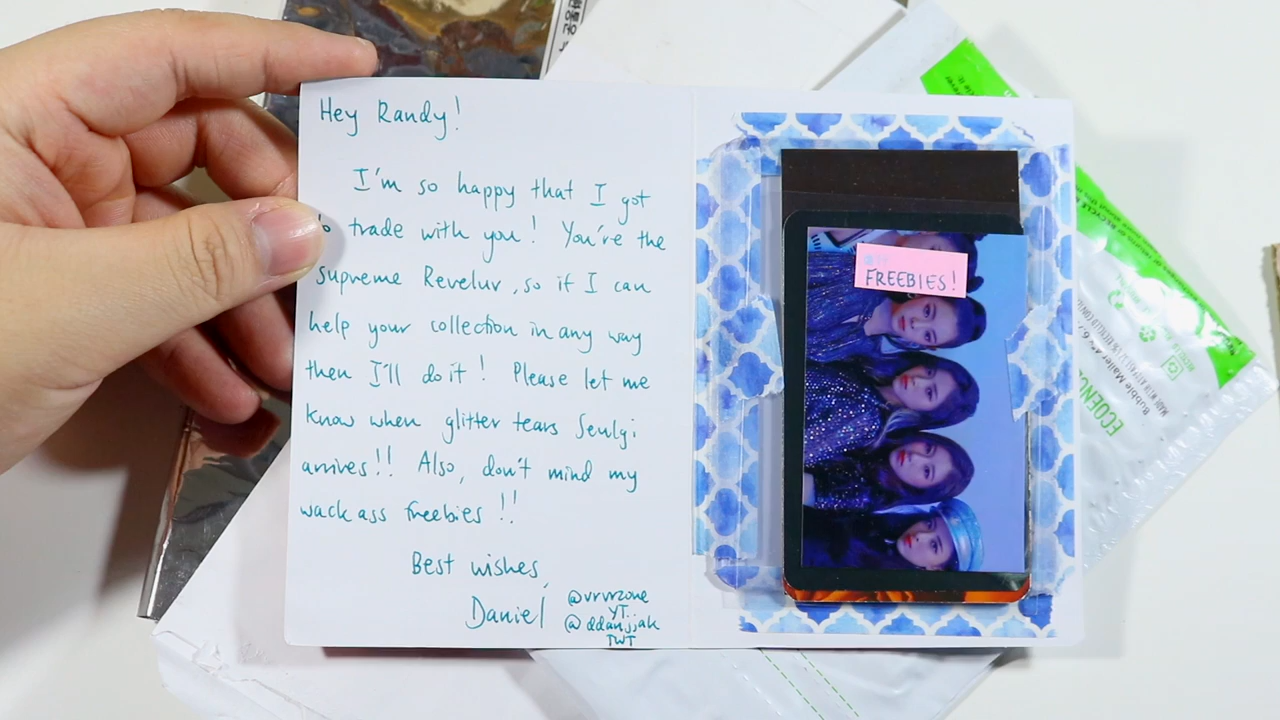 Hey Randy!
I'm so happy that I got
trade with you! You're the
supreme Reveluv, so if I can
help your collection in any way
then I'll do it! Please let me
know when glitter tears Seulgi
arrives!! Also, don't mind my
wack ass freebies!!
Best wishes,
Daniel
@vrvrzone
YT
@ddanjjak
TWT
FREEBIES!
Bubble Mailer